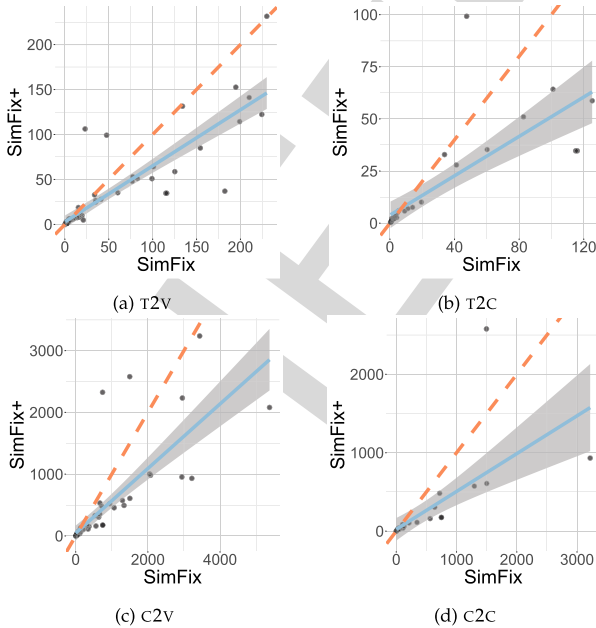 200
150
100
50
0
SimFix+
0 50 100 150 200
SimFix
(a) T2V
100
75
50
25
0
SimFix+
0 40 80 120
SimFix
(b) T2C
3000
2000
1000
0
SimFix+
0 2000 4000
SimFix
(c) C2V
2000
1000
0
SimFix+
0 1000 2000 3000
SimFix
(d) C2C